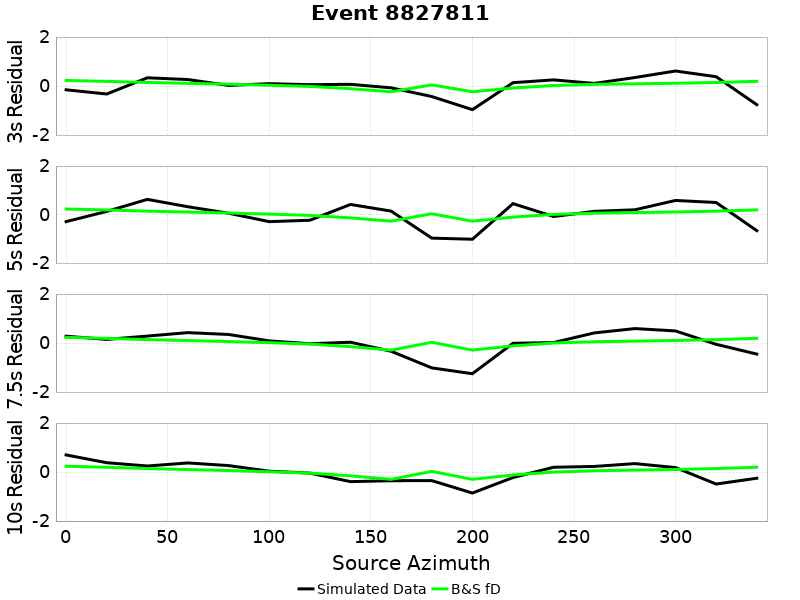 Event 8827811
3s Residual
2
0
-2
5s Residual
2
0
-2
7.5s Residual
2
0
-2
10s Residual
2
0
-2
0 50 100 150 200 250 300
Source Azimuth
Simulated Data B&S fD